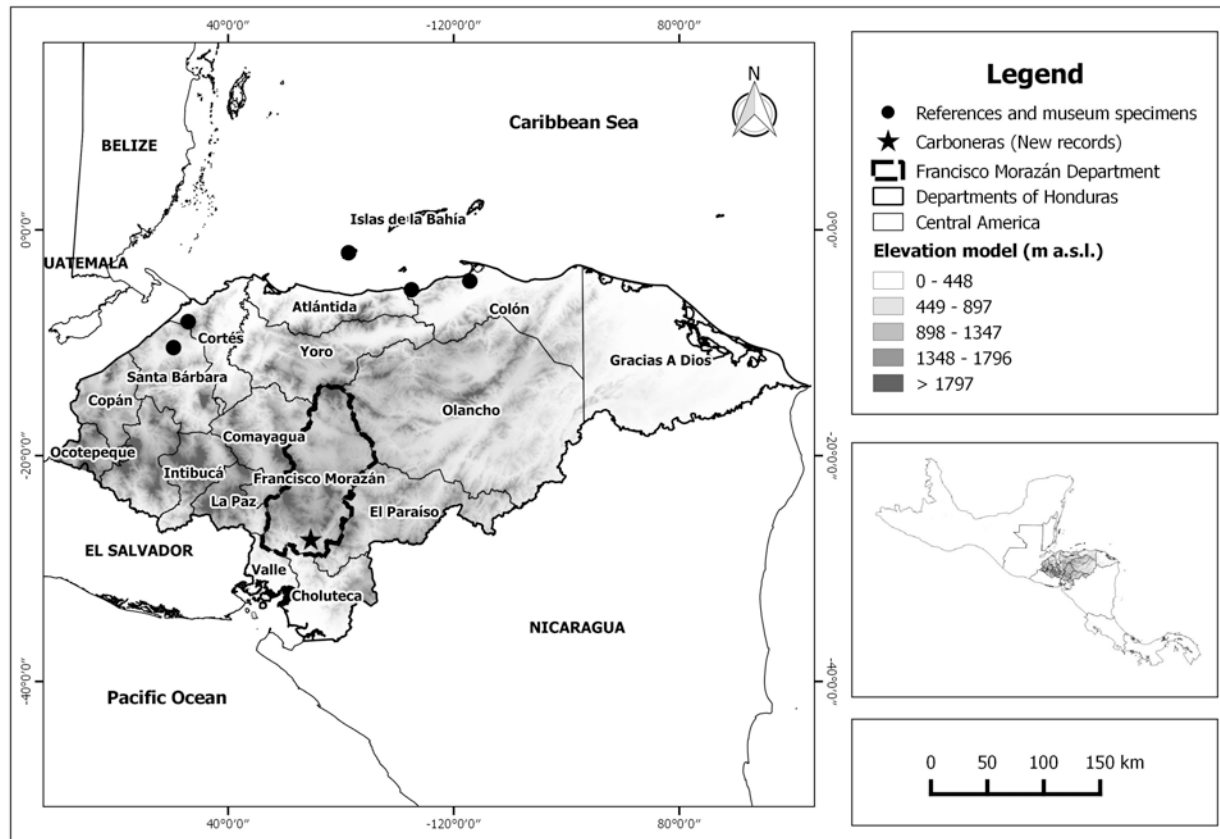 40°0'0" -120°0'0" 80°0'0"
N
Caribbean Sea
BELIZE
Islas de la Bahía
0°0'0" 0°0'0"
UATEMALA
Atlántida
Colón
Cortés
Yoro
Gracias A Dios
Santa Bárbara
Copán
Olancho
Comayagua
Ocotepeque
-20°0'0" -20°0'0"
Intibucá
Francisco Morazán
La Paz
El Paraíso
EL SALVADOR
Valle
Choluteca
NICARAGUA
-40°0'0" -40°0'0"
Pacific Ocean
40°0'0" -120°0'0" 80°0'0"
Legend
References and museum specimens
Carboneras (New records)
Francisco Morazán Department
Departments of Honduras
Central America
Elevation model (m a.s.l.)
0 - 448
449 - 897
898 - 1347
1348 - 1796
> 1797
0 50 100 150 km